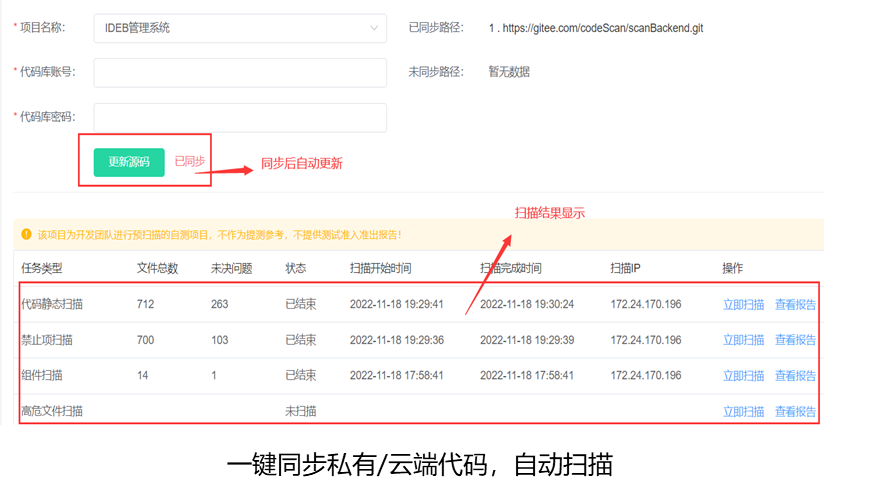 * 项目名称： IDEB管理系统 已同步路径： 1 . https://gitee.com/codeScan/scanBackend.git
* 代码库账号： 未同步路径： 暂无数据
* 代码库密码：
更新源码 已同步 同步后自动更新
扫描结果显示
该项目为开发团队进行预扫描的自测项目，不作为提测参考，不提供测试准入准出报告！
任务类型 文件总数 未决问题 状态 扫描开始时间 扫描完成时间 扫描IP 操作
代码静态扫描 712 263 已结束 2022-11-18 19:29:41 2022-11-18 19:30:24 172.24.170.196 立即扫描 查看报告
禁止项扫描 700 103 已结束 2022-11-18 19:29:36 2022-11-18 19:29:39 172.24.170.196 立即扫描 查看报告
组件扫描 14 1 已结束 2022-11-18 17:58:41 2022-11-18 17:58:41 172.24.170.196 立即扫描 查看报告
高危文件扫描 未扫描 立即扫描 查看报告
一键同步私有/云端代码，自动扫描